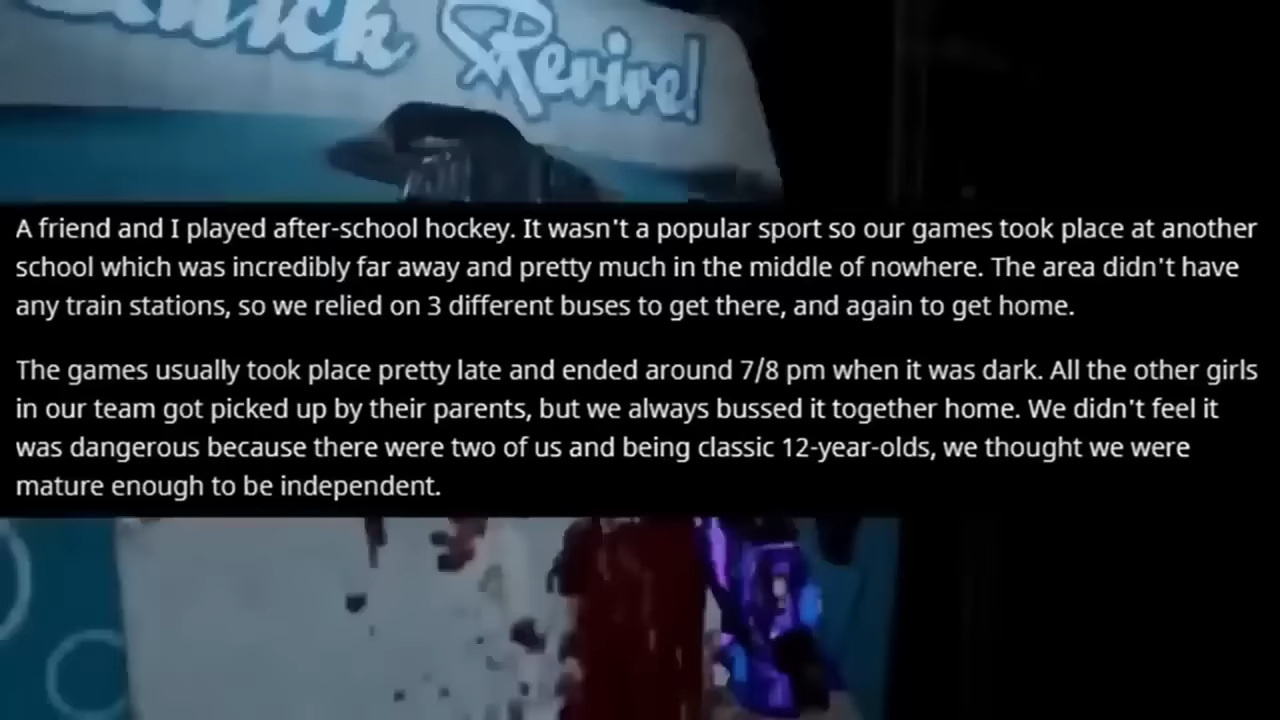 Revive!
A friend and I played after-school hockey. It wasn't a popular sport so our games took place at another
school which was incredibly far away and pretty much in the middle of nowhere. The area didn't have
any train stations, so we relied on 3 different buses to get there, and again to get home.
The games usually took place pretty late and ended around 7/8 pm when it was dark. All the other girls
in our team got picked up by their parents, but we always bussed it together home. We didn't feel it
was dangerous because there were two of us and being classic 12-year-olds, we thought we were
mature enough to be independent.